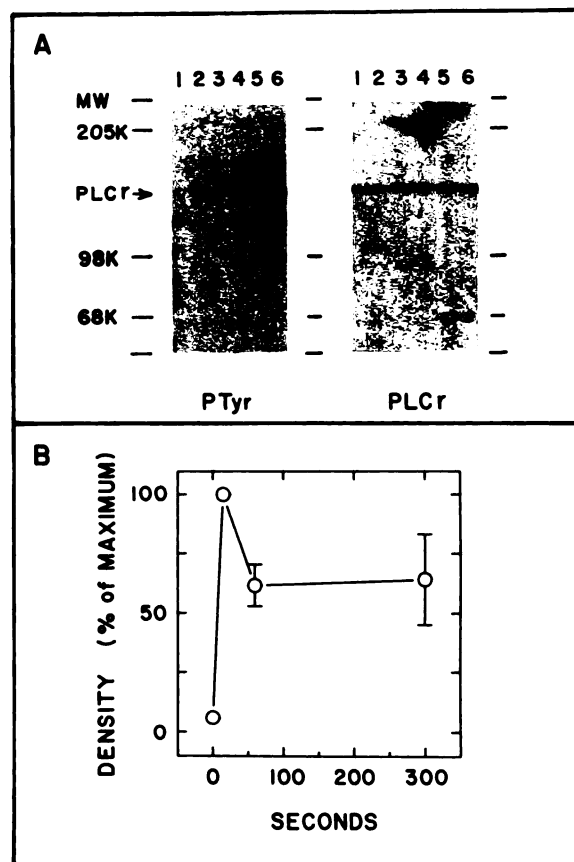 A
1 2 3 4 5 6
1 2 3 4 5 6
MW
205K
PLCr→
98K
68K
PTyr
PLCr
B
DENSITY (% of MAXIMUM)
100
50
0
0 100 200 300
SECONDS